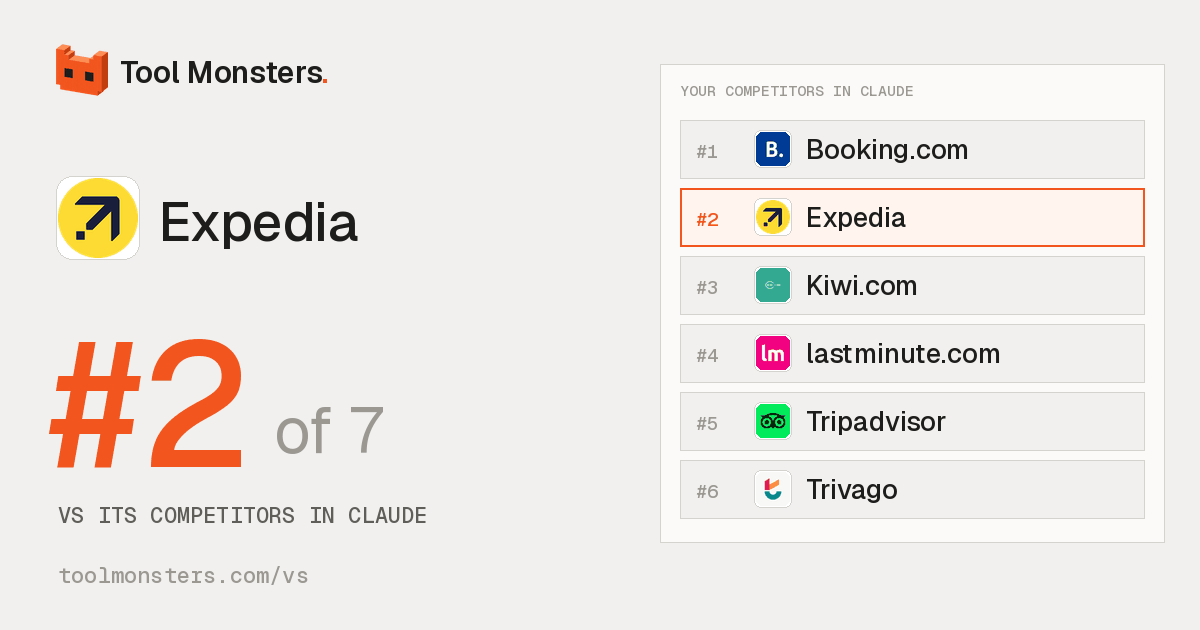 Tool Monsters.
Expedia
#2 of 7
VS ITS COMPETITORS IN CLAUDE
toolmonsters.com/vs
YOUR COMPETITORS IN CLAUDE
#1 B. Booking.com
#2 Expedia
#3 Kiwi.com
#4 lm lastminute.com
#5 Tripadvisor
#6 Trivago